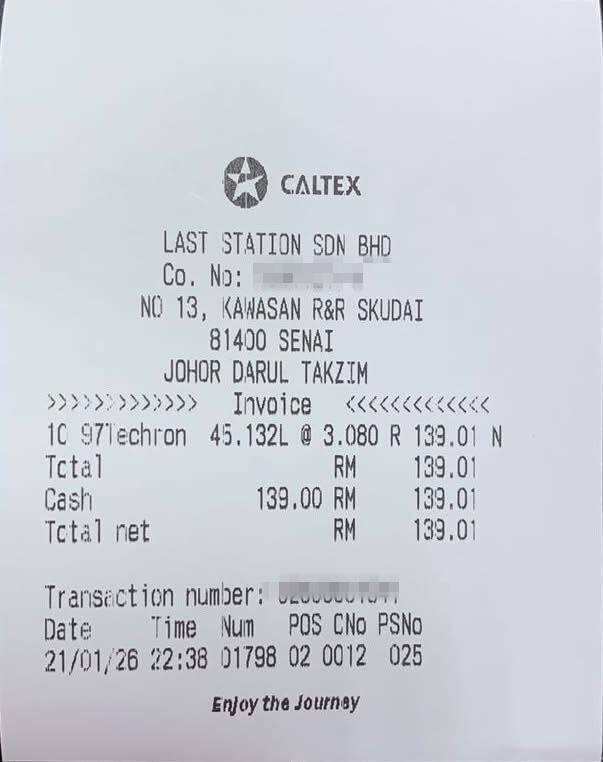 CALTEX
LAST STATION SDN BHD
Co. No:
NO 13, KAWASAN R&R SKUDAI
81400 SENAI
JOHOR DARUL TAKZIM
>>>>>>>>>>>>> Invoice <<<<<<<<<<<<<
10 97Techron 45.132L @ 3.080 R 139.01 N
Total RM 139.01
Cash 139.00 RM 139.01
Total net RM 139.01
Transaction number:
Date Time Num POS CNo PSNo
21/01/26 22:38 01798 02 0012 025
Enjoy the Journey